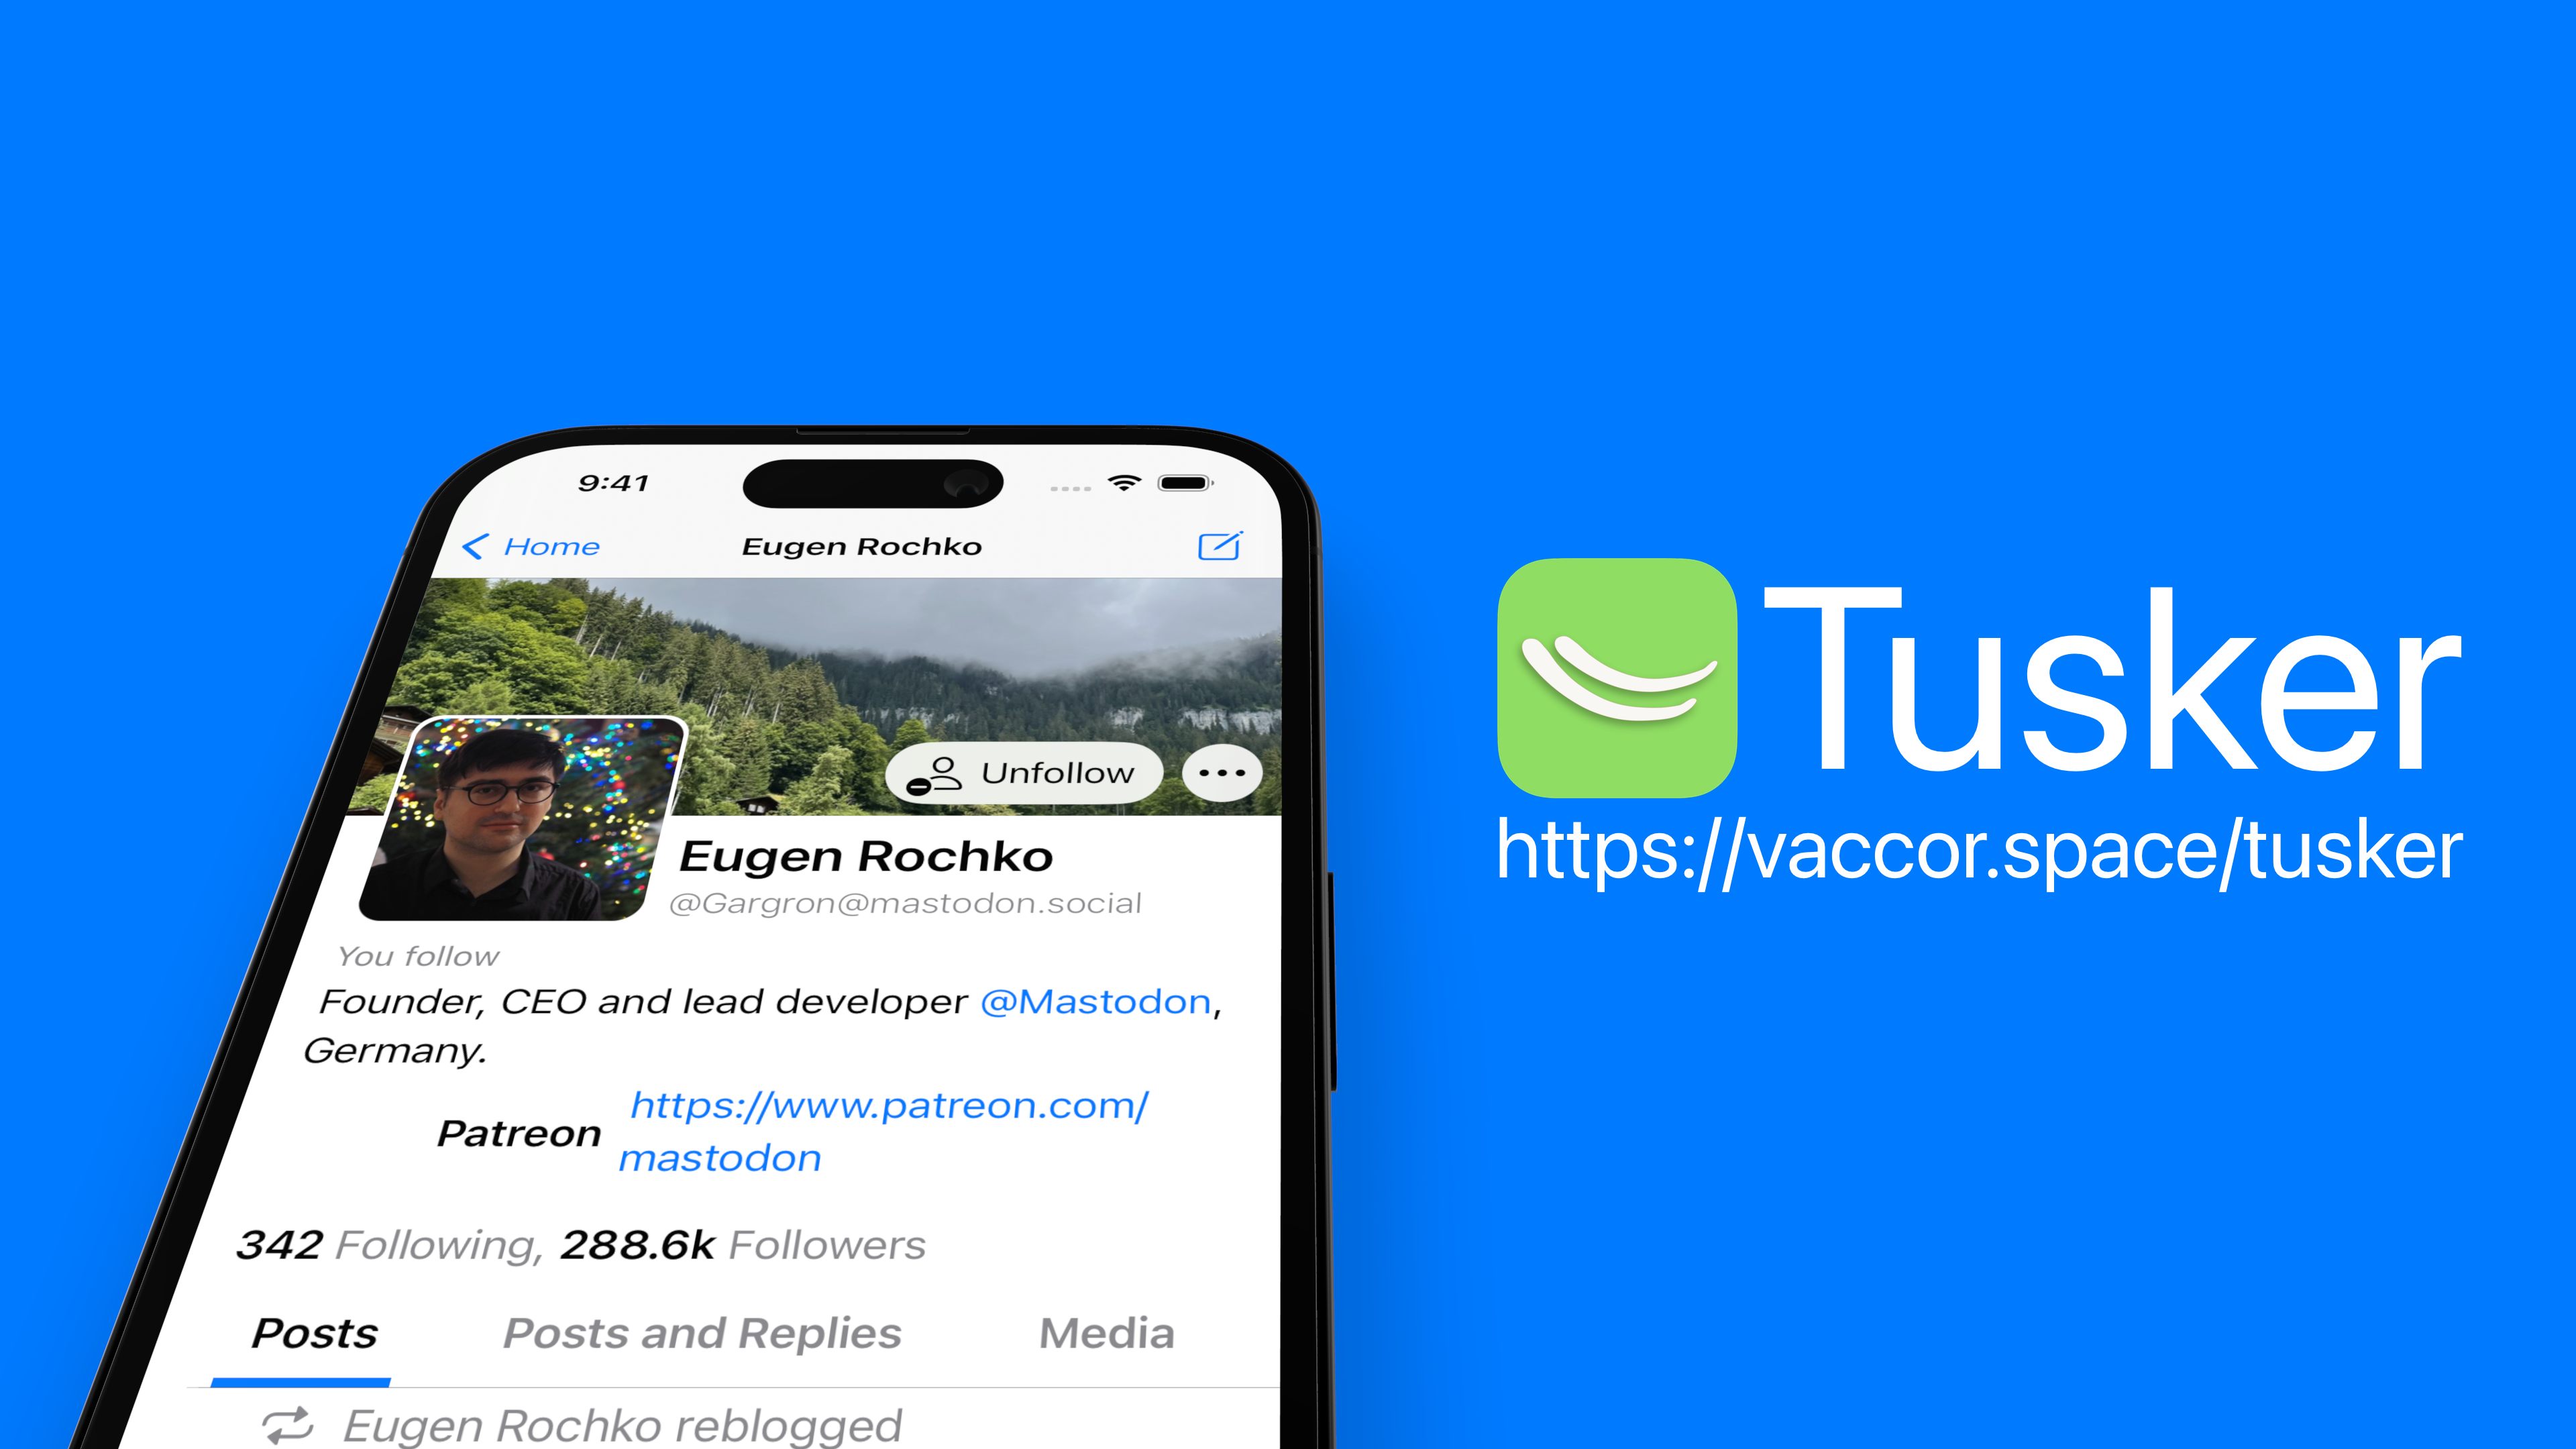 9:41
Home
Eugen Rochko
Unfollow
Eugen Rochko
@Gargron@mastodon.social
You follow
Founder, CEO and lead developer @Mastodon,
Germany.
Patreon
https://www.patreon.com/
mastodon
342 Following, 288.6k Followers
Posts
Posts and Replies
Media
Eugen Rochko reblogged
Tusker
https://vaccor.space/tusker